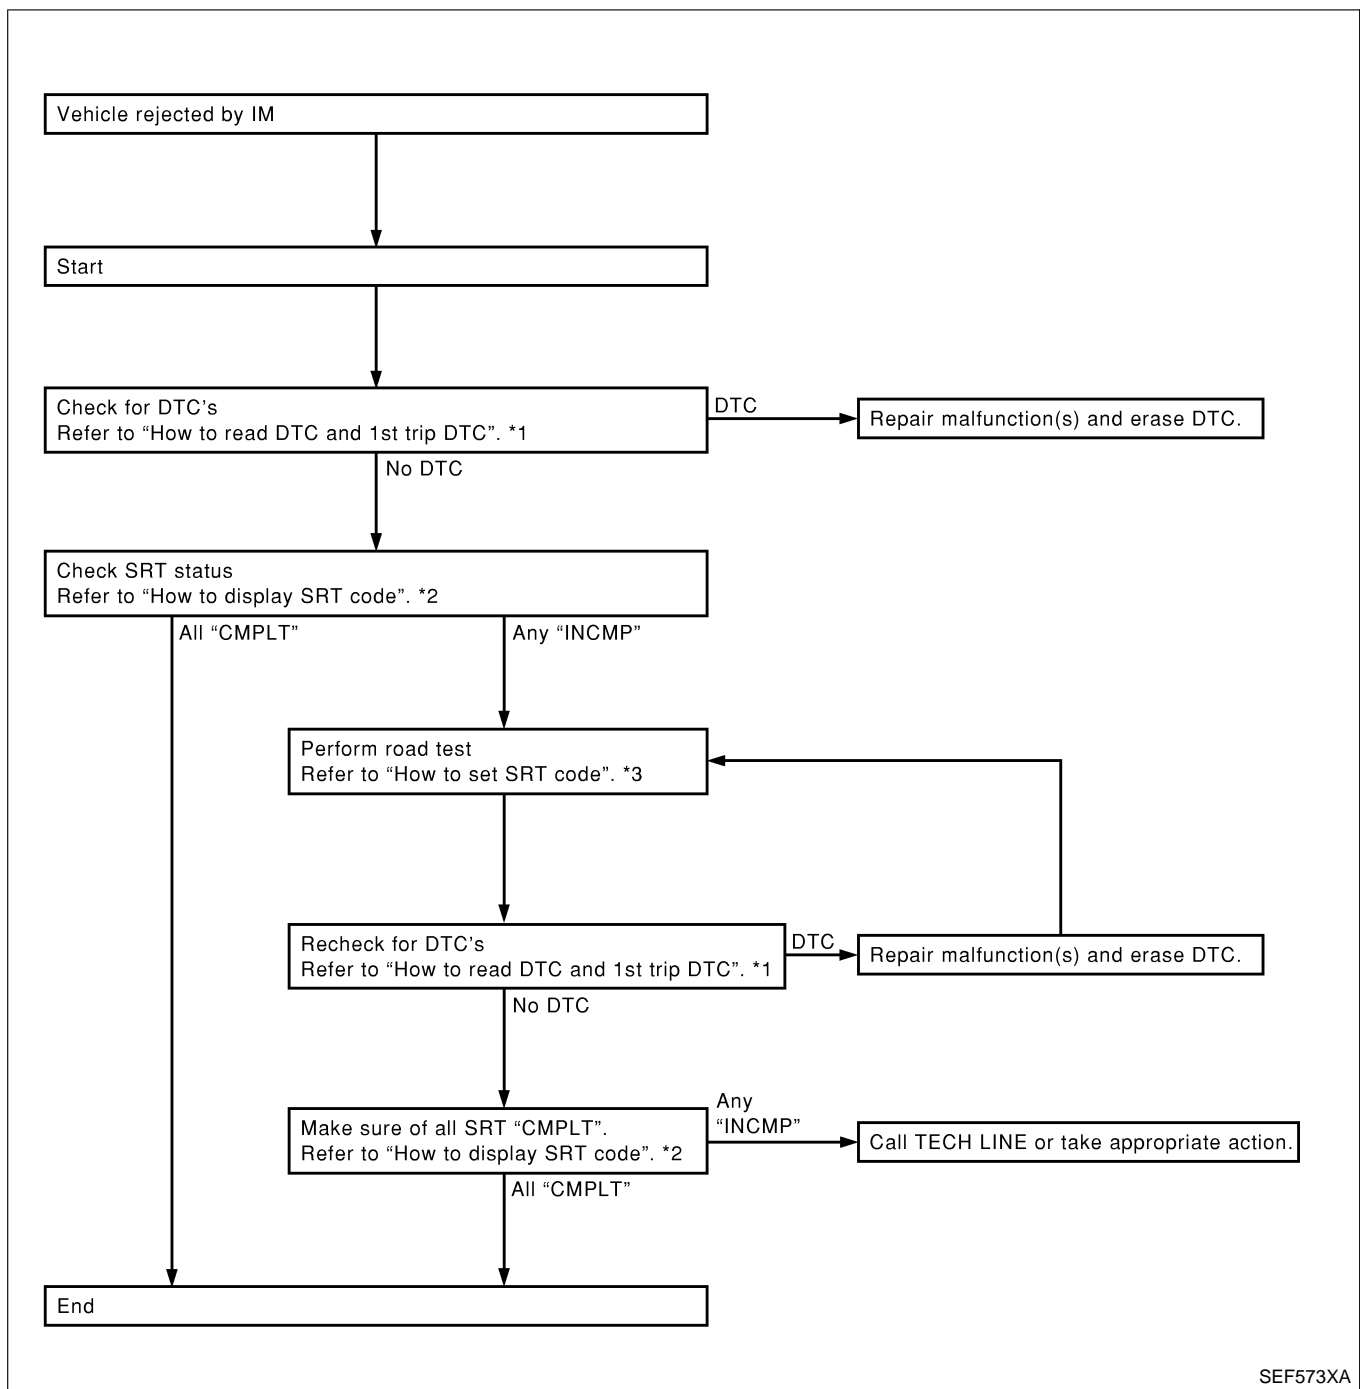 Vehicle rejected by IM
Start
Check for DTC's
Refer to “How to read DTC and 1st trip DTC”. *1
DTC
Repair malfunction(s) and erase DTC.
No DTC
Check SRT status
Refer to “How to display SRT code”. *2
All “CMPLT”
Any “INCMP”
Perform road test
Refer to “How to set SRT code”. *3
Recheck for DTC's
Refer to “How to read DTC and 1st trip DTC”. *1
DTC
Repair malfunction(s) and erase DTC.
No DTC
Make sure of all SRT “CMPLT”.
Refer to “How to display SRT code”. *2
Any
“INCMP”
Call TECH LINE or take appropriate action.
All “CMPLT”
End
SEF573XA